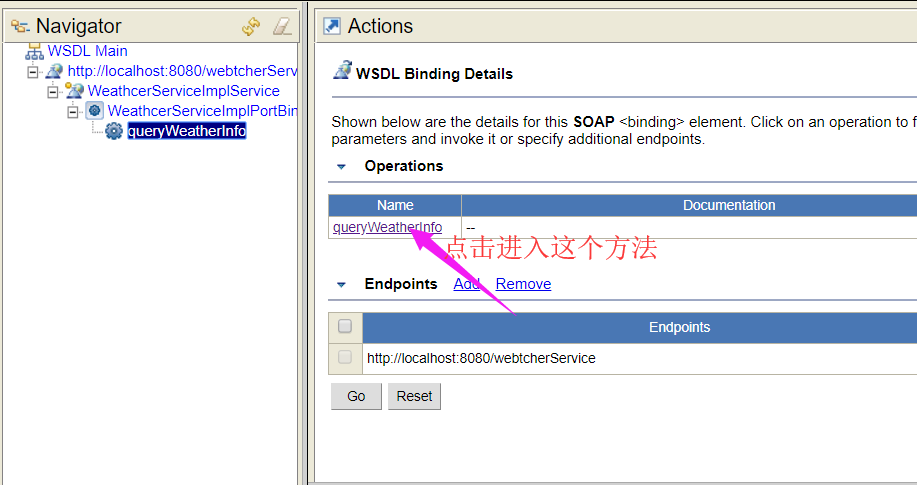 Navigator
WSDL Main
http://localhost:8080/webtcherServ
WeathcerServiceImplService
WeathcerServiceImplPortBin
queryWeatherInfo
Actions
WSDL Binding Details
Shown below are the details for this SOAP <binding> element. Click on an operation to f
parameters and invoke it or specify additional endpoints.
Operations
Name Documentation
queryWeatherInfo --
点击进入这个方法
Endpoints Add Remove
Endpoints
http://localhost:8080/webtcherService
Go Reset